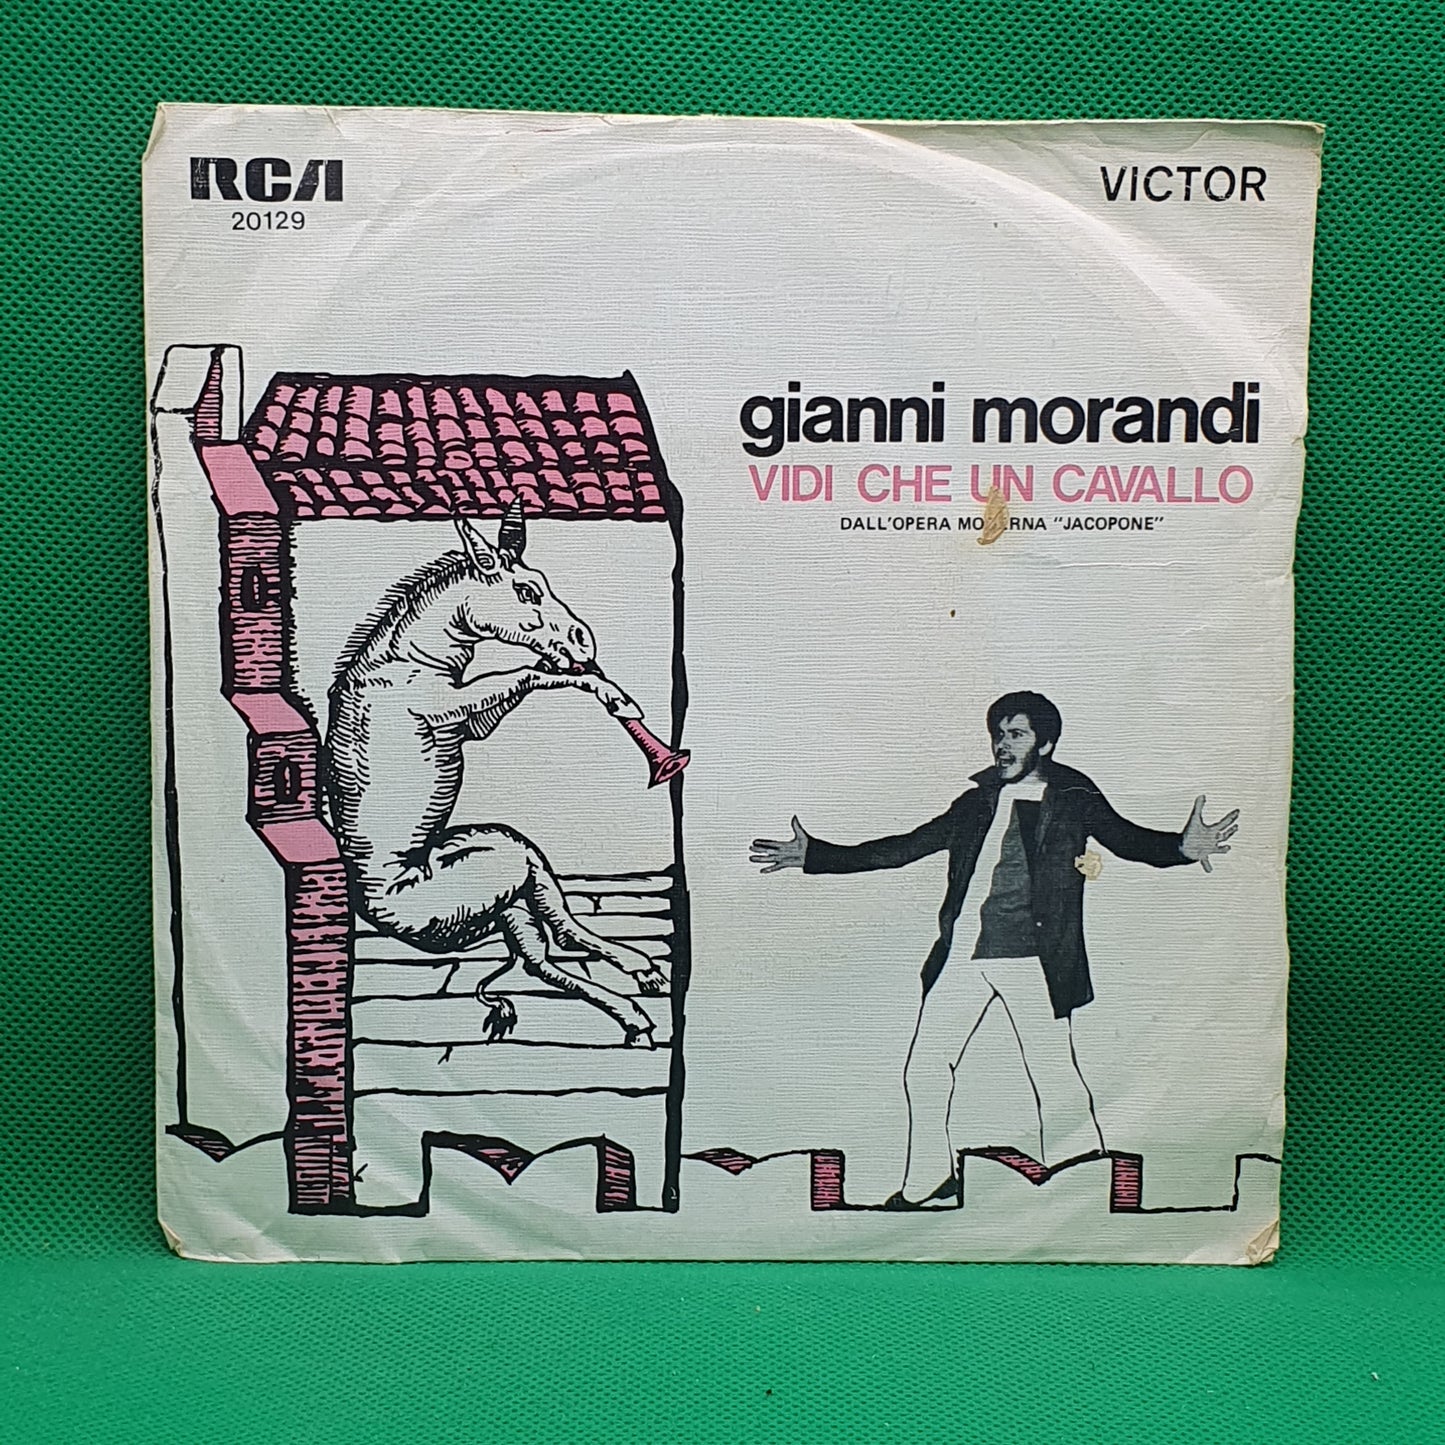 RCA
20129
VICTOR
gianni morandi
VIDI CHE UN CAVALLO
DALL'OPERA MODERNA "JACOPONE"